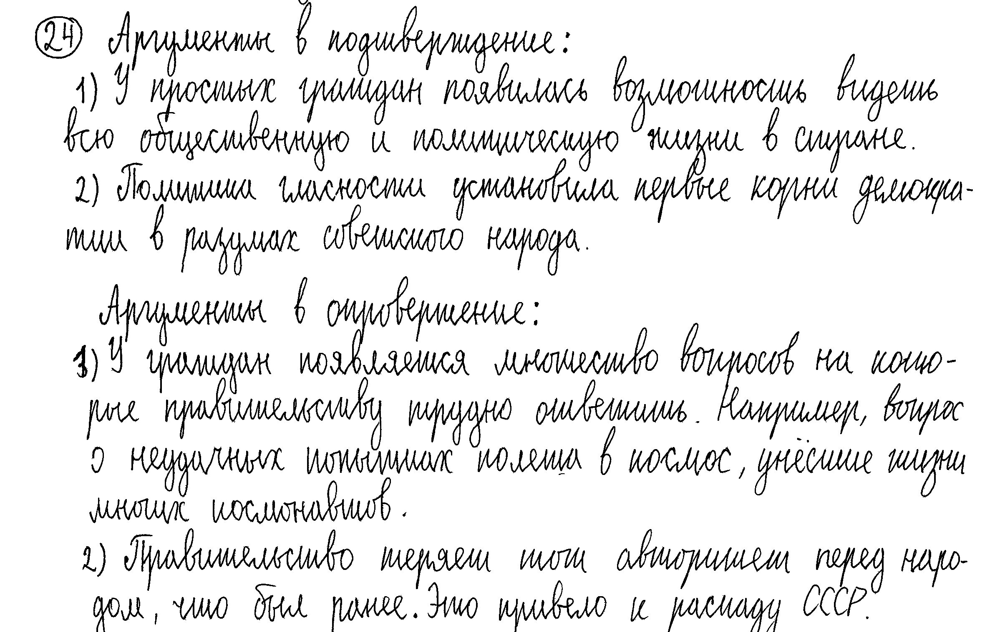 24 Аргументы в подтверждение:
1) У простых граждан появилась возможность видеть
всю общественную и политическую жизни в стране.
2) Политика гласности установила первые корни демокра-
тии в разумах советского народа.
Аргументы в опровержение:
1) У граждан появляется множество вопросов на кото-
рые правительству трудно ответить. Например, вопрос
о неудачных попытках полета в космос, унёсшие жизни
многих космонавтов.
2) Правительство теряет тот авторитет перед наро-
дом, что был ранее. Это привело к распаду СССР.